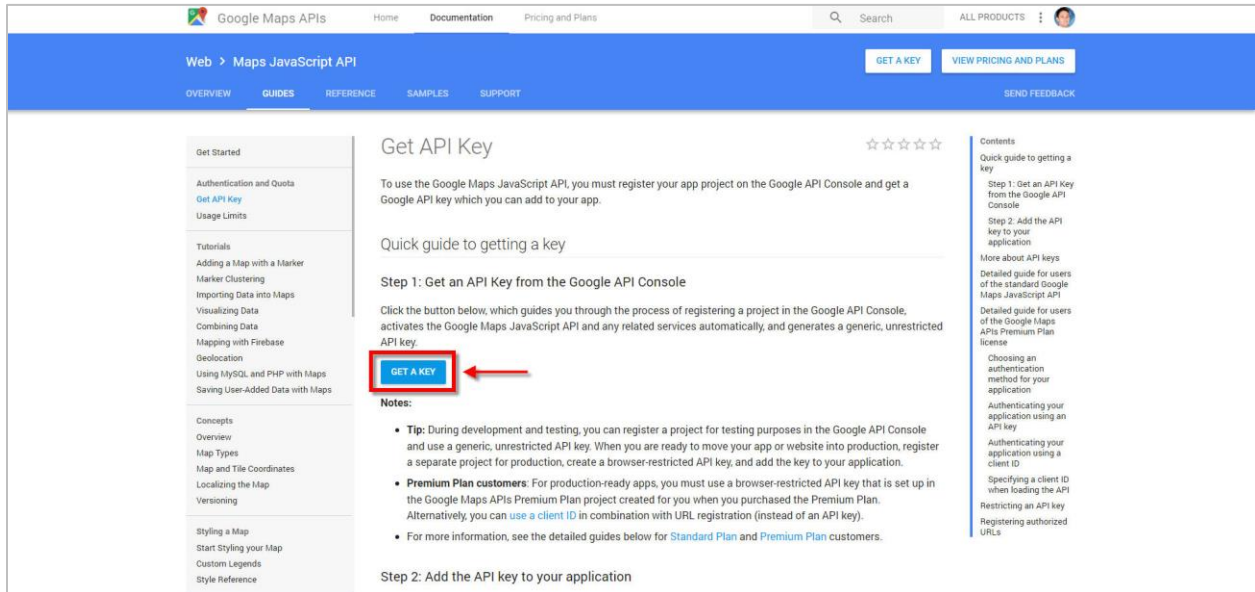 Google Maps APIs
Home
Documentation
Pricing and Plans
Search
ALL PRODUCTS
Web > Maps JavaScript API
GET A KEY
VIEW PRICING AND PLANS
OVERVIEW
GUIDES
REFERENCE
SAMPLES
SUPPORT
SEND FEEDBACK
Get Started
Authentication and Quota
Get API Key
Usage Limits
Tutorials
Adding a Map with a Marker
Marker Clustering
Importing Data into Maps
Visualizing Data
Combining Data
Mapping with Firebase
Geolocation
Using MySQL and PHP with Maps
Saving User-Added Data with Maps
Concepts
Overview
Map Types
Map and Tile Coordinates
Localizing the Map
Versioning
Styling a Map
Start Styling your Map
Custom Legends
Style Reference
Get API Key
To use the Google Maps JavaScript API, you must register your app project on the Google API Console and get a
Google API key which you can add to your app.
Quick guide to getting a key
Step 1: Get an API Key from the Google API Console
Click the button below, which guides you through the process of registering a project in the Google API Console,
activates the Google Maps JavaScript API and any related services automatically, and generates a generic, unrestricted
API key.
GET A KEY
Notes:
• Tip: During development and testing, you can register a project for testing purposes in the Google API Console
and use a generic, unrestricted API key. When you are ready to move your app or website into production, register
a separate project for production, create a browser-restricted API key, and add the key to your application.
• Premium Plan customers: For production-ready apps, you must use a browser-restricted API key that is set up in
the Google Maps APIs Premium Plan project created for you when you purchased the Premium Plan.
Alternatively, you can use a client ID in combination with URL registration (instead of an API key).
• For more information, see the detailed guides below for Standard Plan and Premium Plan customers.
Step 2: Add the API key to your application
Contents
Quick guide to getting a
key
Step 1: Get an API Key
from the Google API
Console
Step 2: Add the API
key to your
application
More about API keys
Detailed guide for users
of the standard Google
Maps JavaScript API
Detailed guide for users
of the Google Maps
APIs Premium Plan
license
Choosing an
authentication
method for your
application
Authenticating your
application using an
API key
Authenticating your
application using a
client ID
Specifying a client ID
when loading the API
Restricting an API key
Registering authorized
URLs